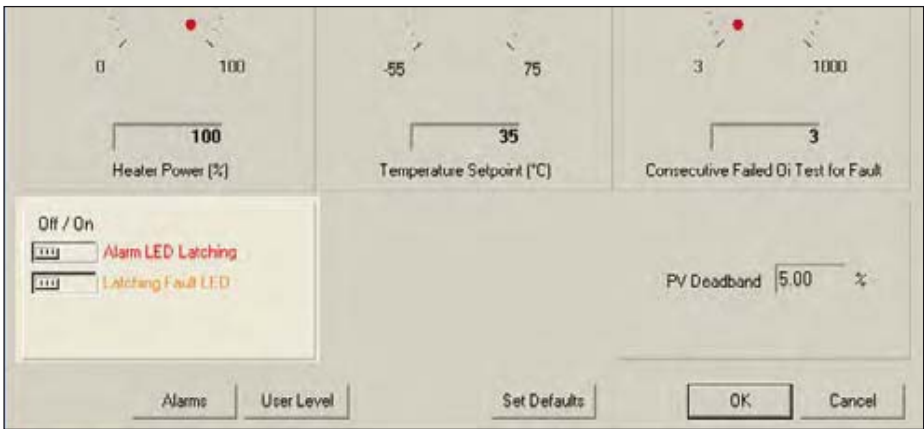 0 100
-55 75
3 1000
100
Heater Power (%)
35
Temperature Setpoint (°C)
3
Consecutive Failed Oi Test for Fault
Off / On
Alarm LED Latching
Latching Fault LED
PV Deadband 5.00 %
Alarms User Level Set Defaults OK Cancel